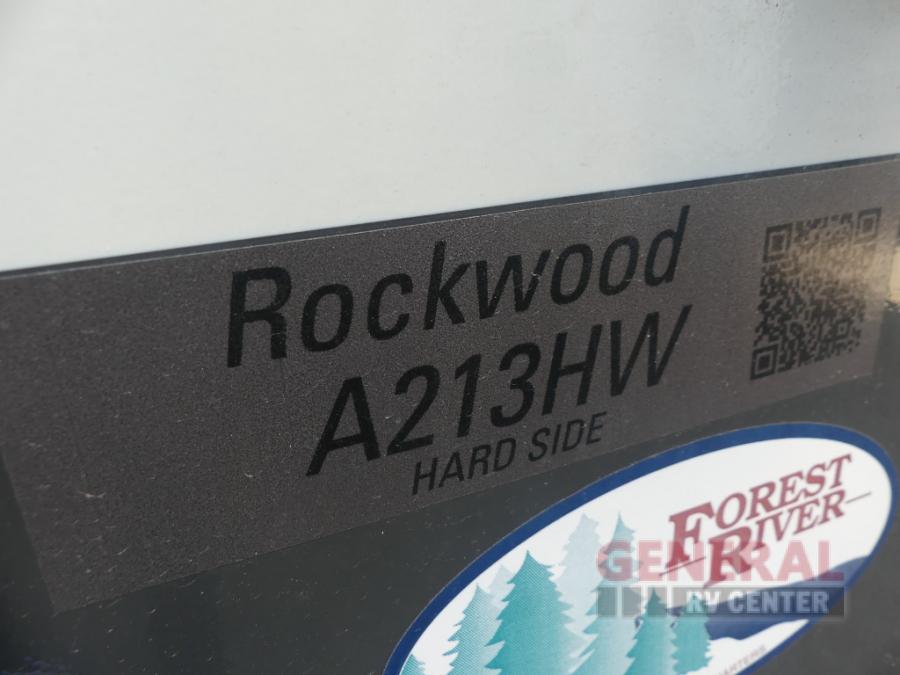 Rockwood
A213HW
HARD SIDE
FOREST
RIVER
GENERAL
RV CENTER